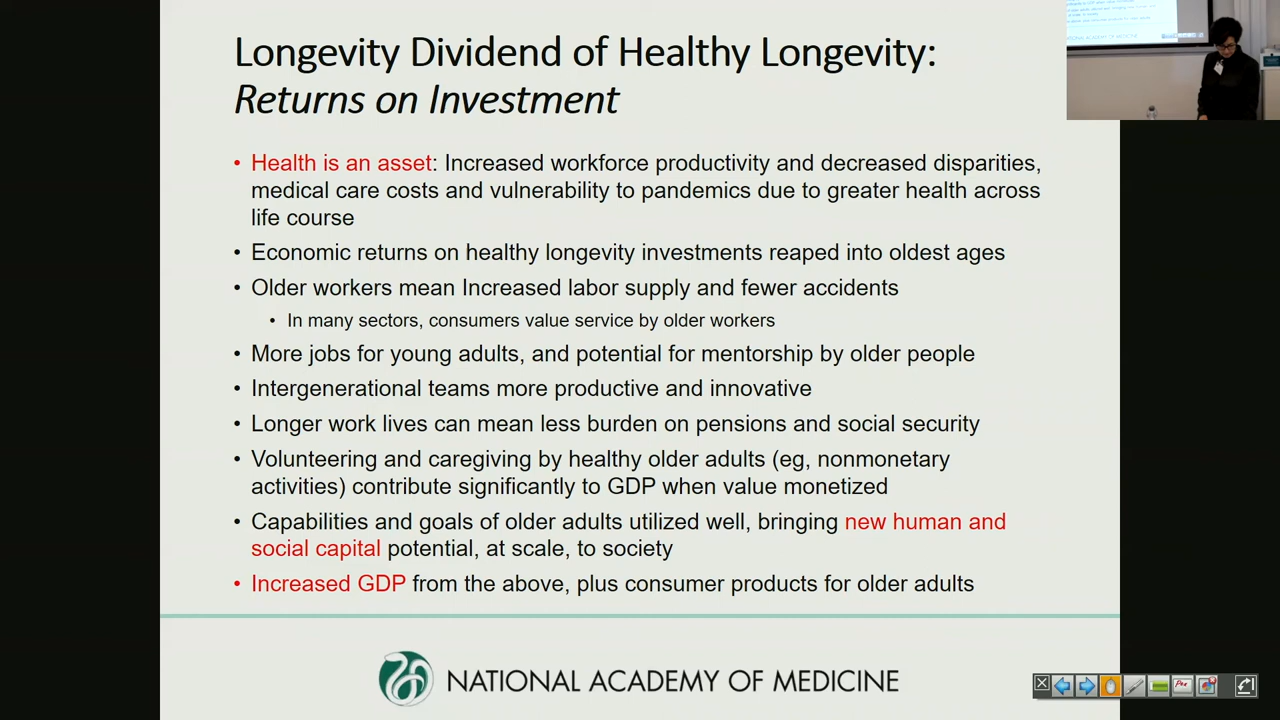 Longevity Dividend of Healthy Longevity:
Returns on Investment
• Health is an asset: Increased workforce productivity and decreased disparities,
medical care costs and vulnerability to pandemics due to greater health across
life course
• Economic returns on healthy longevity investments reaped into oldest ages
• Older workers mean Increased labor supply and fewer accidents
• In many sectors, consumers value service by older workers
• More jobs for young adults, and potential for mentorship by older people
• Intergenerational teams more productive and innovative
• Longer work lives can mean less burden on pensions and social security
• Volunteering and caregiving by healthy older adults (eg, nonmonetary
activities) contribute significantly to GDP when value monetized
• Capabilities and goals of older adults utilized well, bringing new human and
social capital potential, at scale, to society
• Increased GDP from the above, plus consumer products for older adults
NATIONAL ACADEMY OF MEDICINE